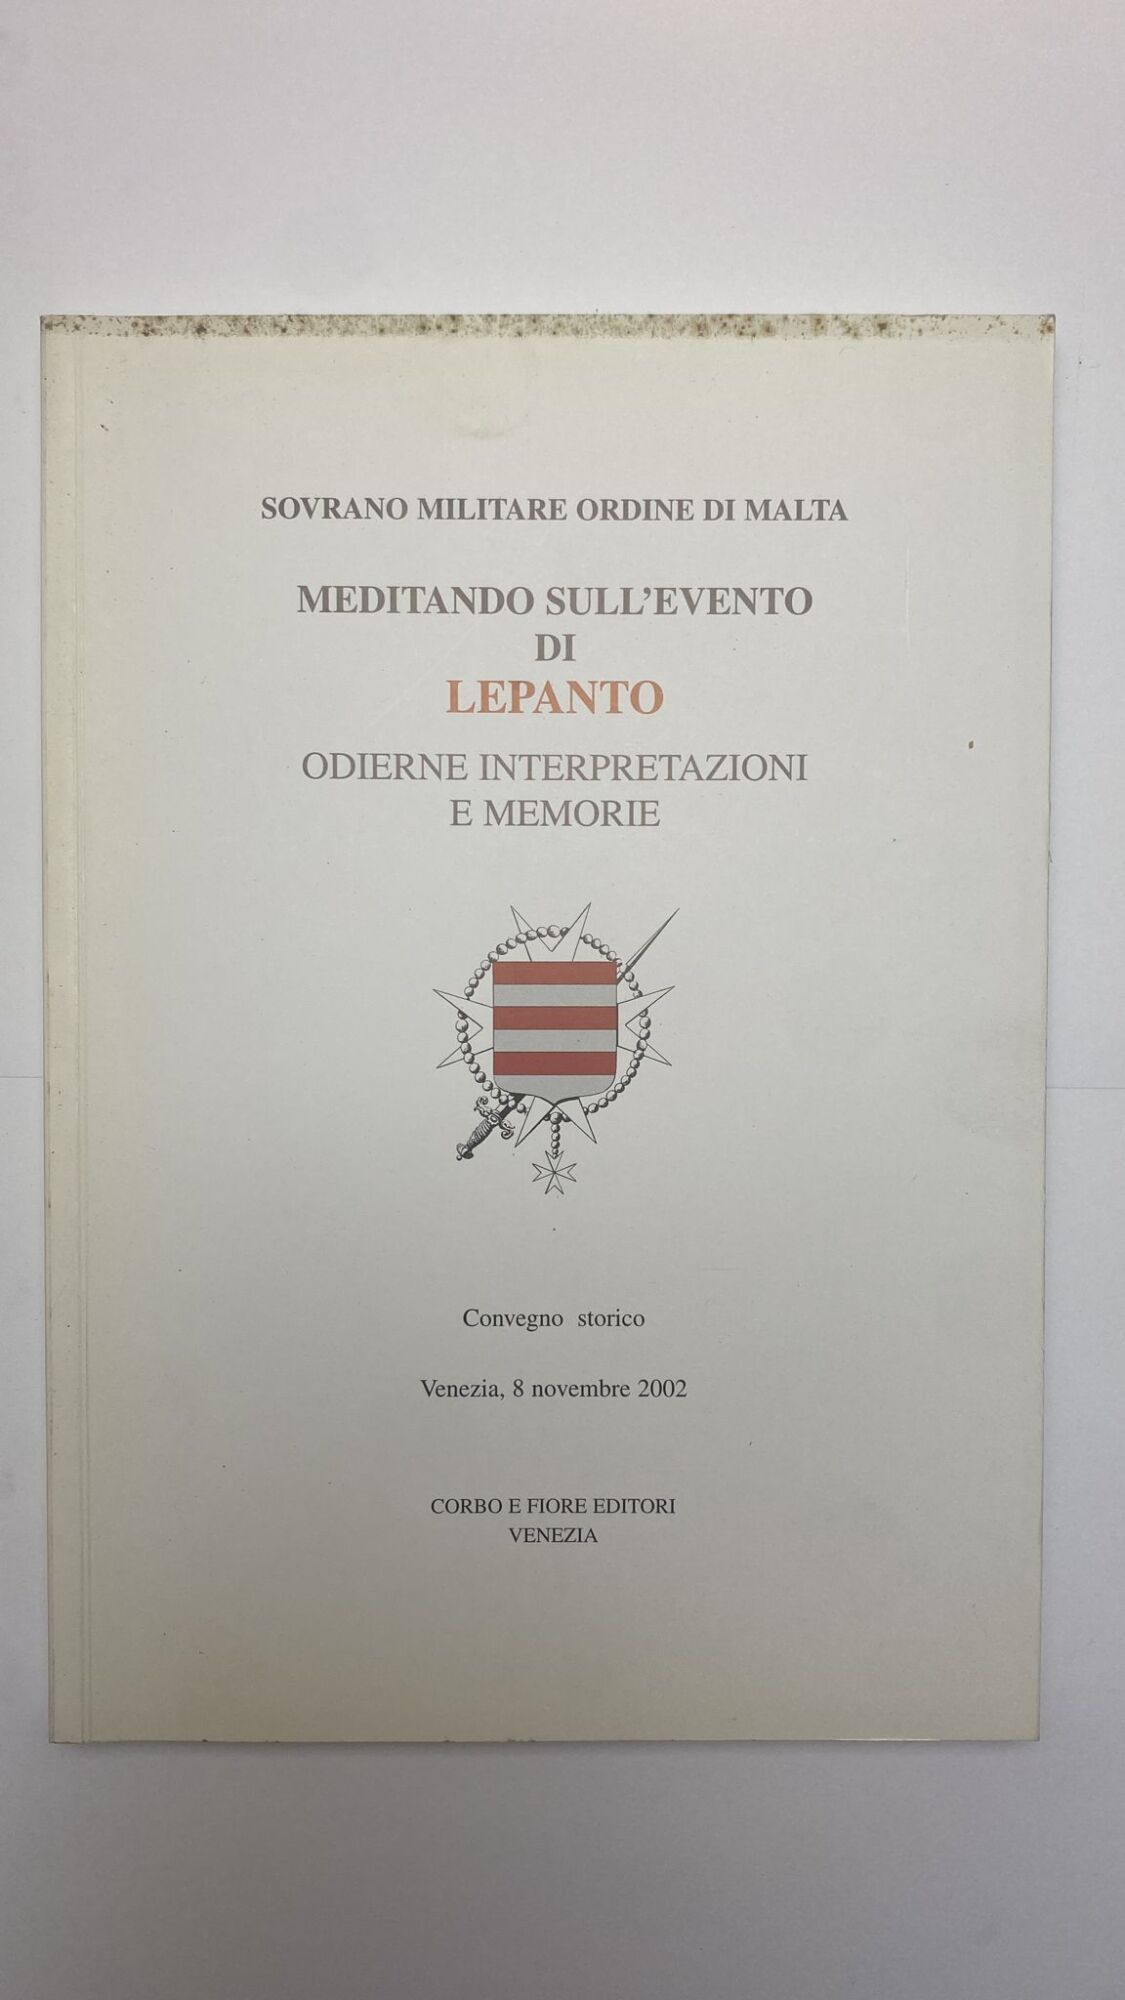 SOVRANO MILITARE ORDINE DI MALTA
MEDITANDO SULL'EVENTO
DI
LEPANTO
ODIERNE INTERPRETAZIONI
E MEMORIE
Convegno storico
Venezia, 8 novembre 2002
CORBO E FIORE EDITORI
VENEZIA